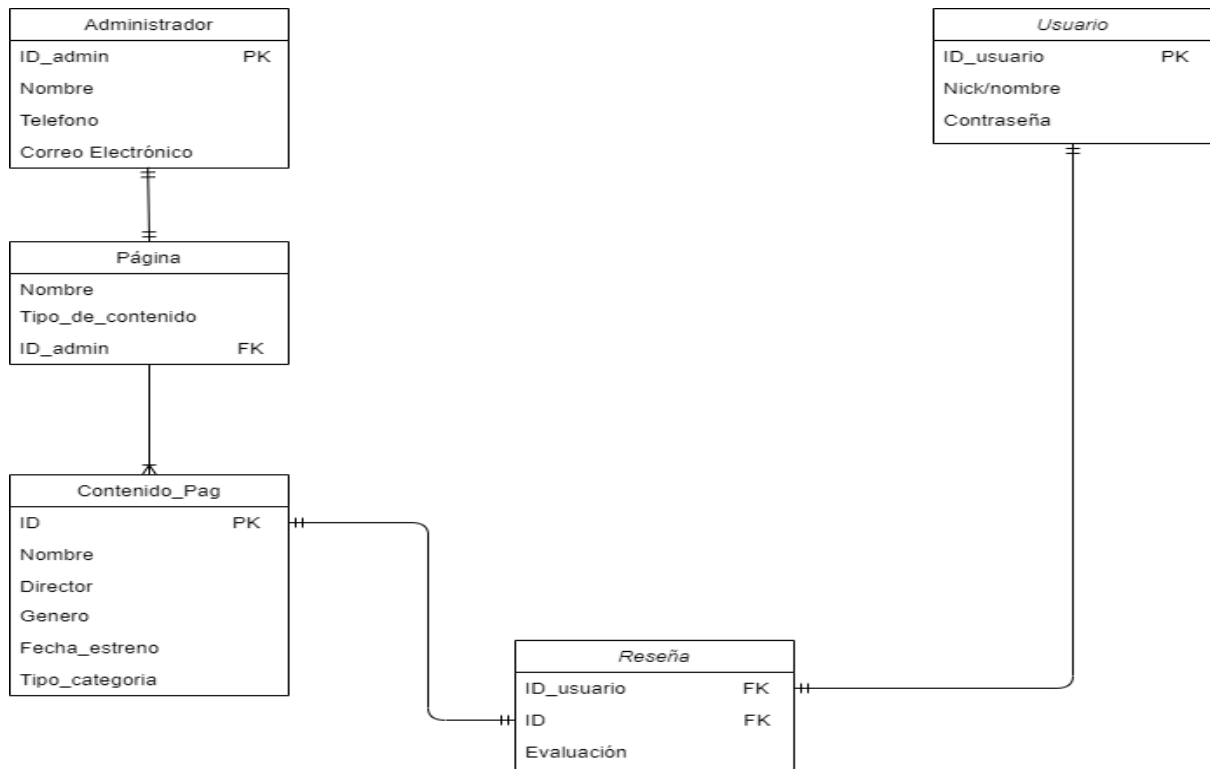 Administrador
ID_admin PK
Nombre
Telefono
Correo Electrónico
Usuario
ID_usuario PK
Nick/nombre
Contraseña
Página
Nombre
Tipo_de_contenido
ID_admin FK
Contenido_Pag
ID PK
Nombre
Director
Genero
Fecha_estreno
Tipo_categoria
Reseña
ID_usuario FK
ID FK
Evaluación